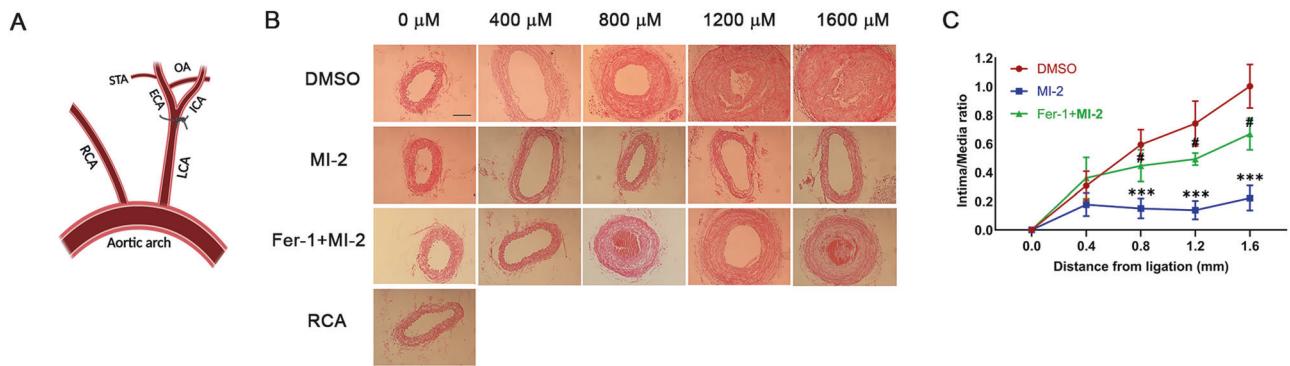 A
STA
OA
ECA
ICA
RCA
LCA
Aortic arch
B
0 µM
400 µM
800 µM
1200 µM
1600 µM
DMSO
MI-2
Fer-1+MI-2
RCA
C
Intima/Media ratio
1.2
1.0
0.8
0.6
0.4
0.2
0.0
DMSO
MI-2
Fer-1+MI-2
# # #
*** *** ***
0.0 0.4 0.8 1.2 1.6
Distance from ligation (mm)